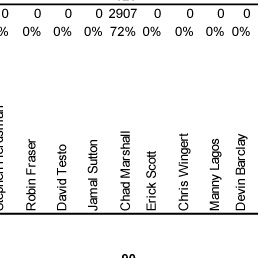 0 0 0 0 2907 0 0 0 0
0% 0% 0% 72% 0% 0% 0% 0%
Robin Fraser
David Testo
Jamal Sutton
Chad Marshall
Erick Scott
Chris Wingert
Manny Lagos
Devin Barclay